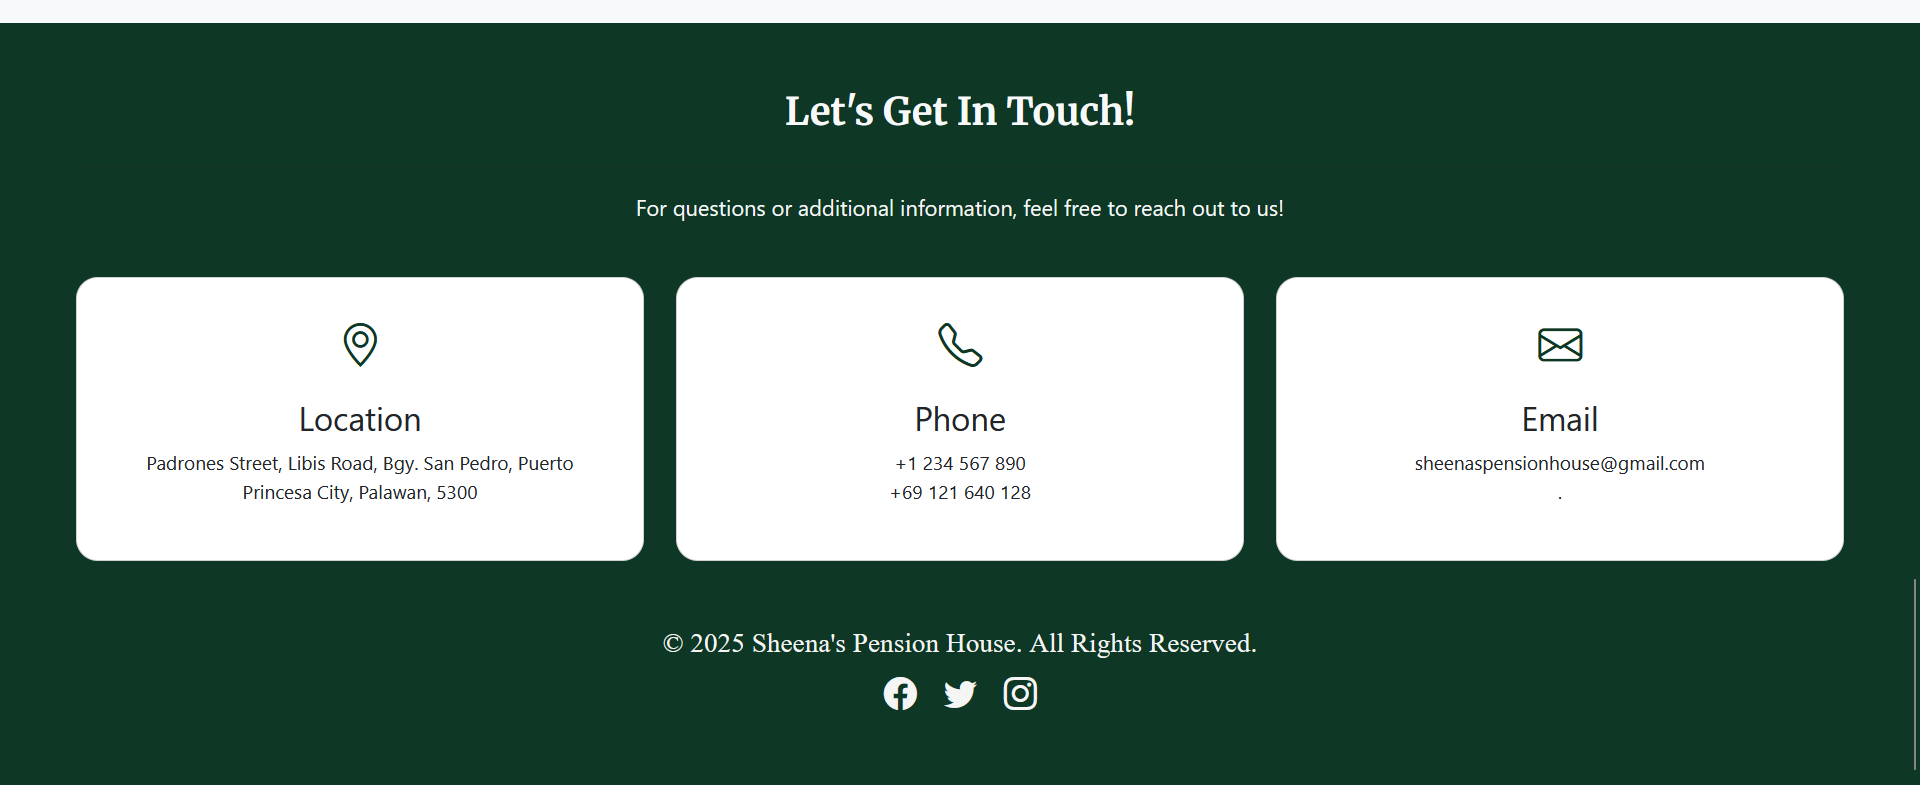 Let's Get In Touch!
For questions or additional information, feel free to reach out to us!
Location
Padrones Street, Libis Road, Bgy. San Pedro, Puerto
Princesa City, Palawan, 5300
Phone
+1 234 567 890
+69 121 640 128
Email
sheenaspensionhouse@gmail.com
.
© 2025 Sheena's Pension House. All Rights Reserved.